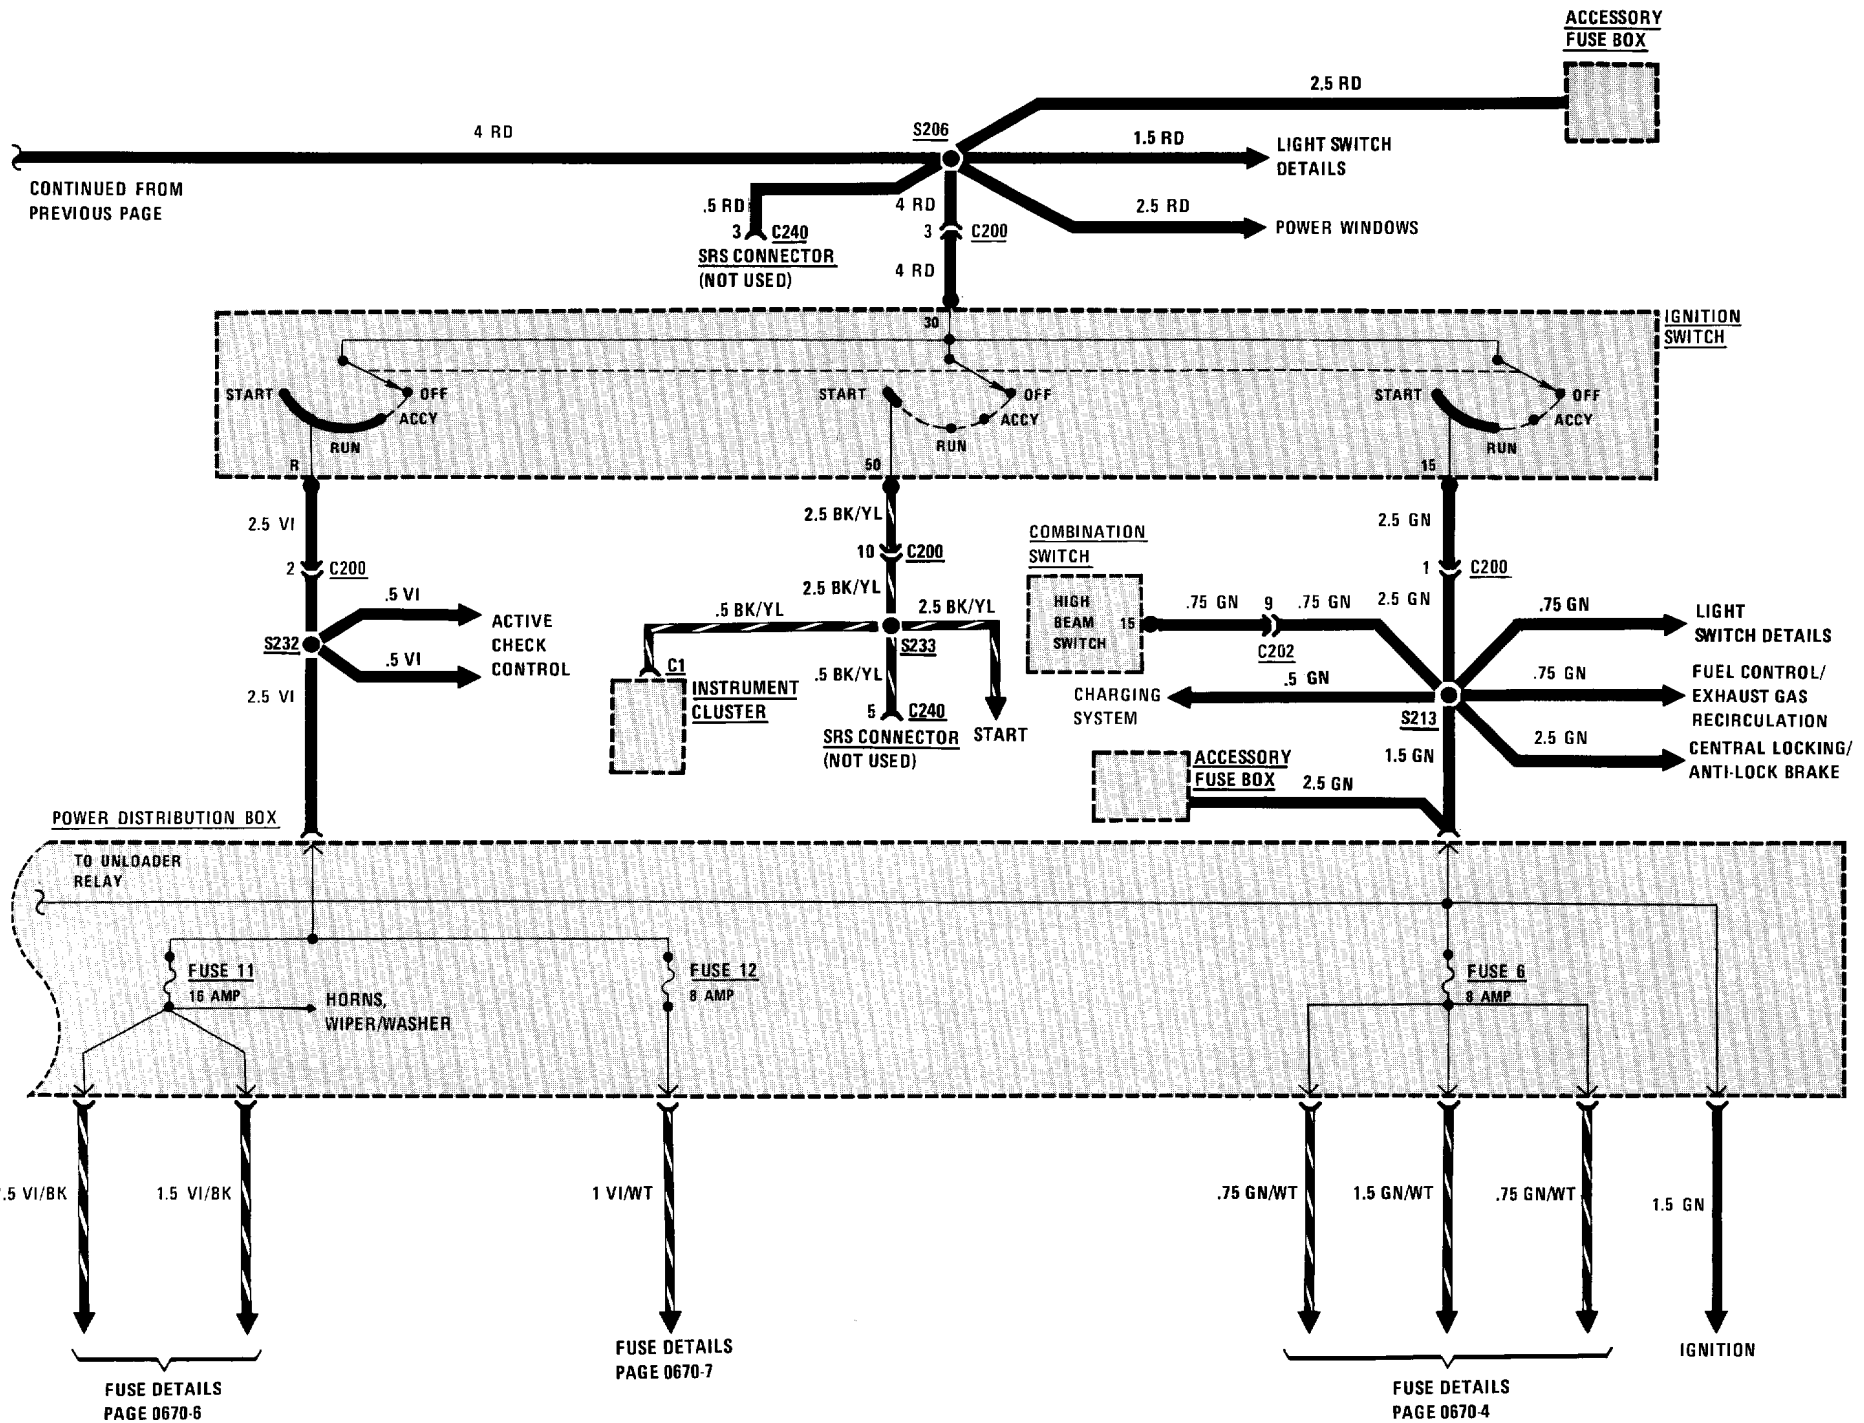 ACCESSORY
FUSE BOX
2.5 RD
4 RD
S206
1.5 RD
LIGHT SWITCH
DETAILS
CONTINUED FROM
PREVIOUS PAGE
.5 RD
4 RD
2.5 RD
3
C240
3
C200
POWER WINDOWS
SRS CONNECTOR
(NOT USED)
4 RD
IGNITION
SWITCH
30
START
OFF
ACCY
RUN
START
OFF
ACCY
RUN
START
OFF
ACCY
RUN
R
50
15
2.5 VI
2.5 BK/YL
2.5 GN
COMBINATION
SWITCH
2
C200
10
C200
1
C200
.5 VI
2.5 BK/YL
2.5 GN
HIGH
BEAM
SWITCH
15
.75 GN
9
.75 GN
C202
.5 BK/YL
2.5 BK/YL
.75 GN
LIGHT
SWITCH DETAILS
S232
ACTIVE
CHECK
CONTROL
.5 VI
S233
2.5 VI
C1
INSTRUMENT
CLUSTER
.5 BK/YL
5
C240
SRS CONNECTOR
(NOT USED)
START
CHARGING
SYSTEM
.5 GN
S213
.75 GN
FUEL CONTROL/
EXHAUST GAS
RECIRCULATION
2.5 GN
CENTRAL LOCKING/
ANTI-LOCK BRAKE
1.5 GN
ACCESSORY
FUSE BOX
2.5 GN
POWER DISTRIBUTION BOX
TO UNLOADER
RELAY
FUSE 11
16 AMP
HORNS,
WIPER/WASHER
FUSE 12
8 AMP
FUSE 6
8 AMP
.5 VI/BK
1.5 VI/BK
1 VI/WT
.75 GN/WT
1.5 GN/WT
.75 GN/WT
1.5 GN
FUSE DETAILS
PAGE 0670-6
FUSE DETAILS
PAGE 0670-7
FUSE DETAILS
PAGE 0670-4
IGNITION